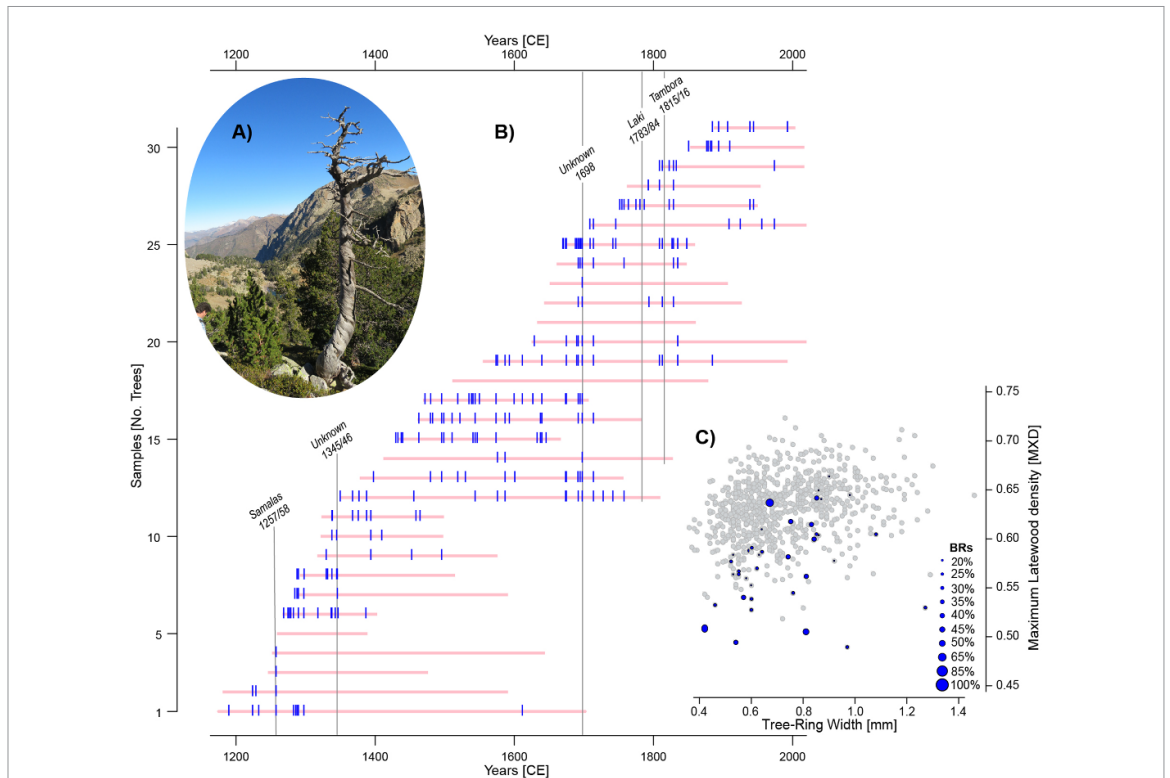 Years [CE]
1200 1400 1600 1800 2000
A)
B)
Tambora
1815/16
Laki
1783/84
Unknown
1698
Unknown
1345/46
Samalas
1257/58
Samples [No. Trees]
30
25
20
15
10
5
1
C)
0.75
0.70
0.65
0.60
0.55
0.50
0.45
Maximum Latewood density [MXD]
BRs
20%
25%
30%
35%
40%
45%
50%
65%
85%
100%
0.4 0.6 0.8 1.0 1.2 1.4
Tree-Ring Width [mm]
1200 1400 1600 1800 2000
Years [CE]